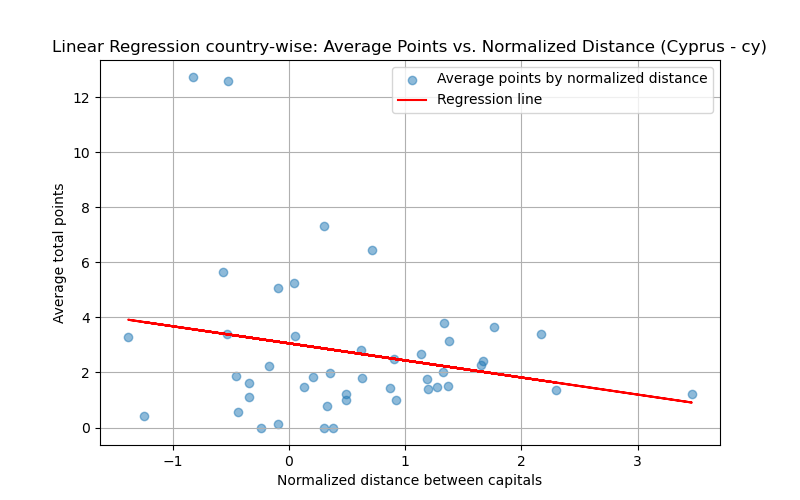 Linear Regression country-wise: Average Points vs. Normalized Distance (Cyprus - cy)
Average points by normalized distance
Regression line
Average total points
12
10
8
6
4
2
0
−1
0
1
2
3
Normalized distance between capitals